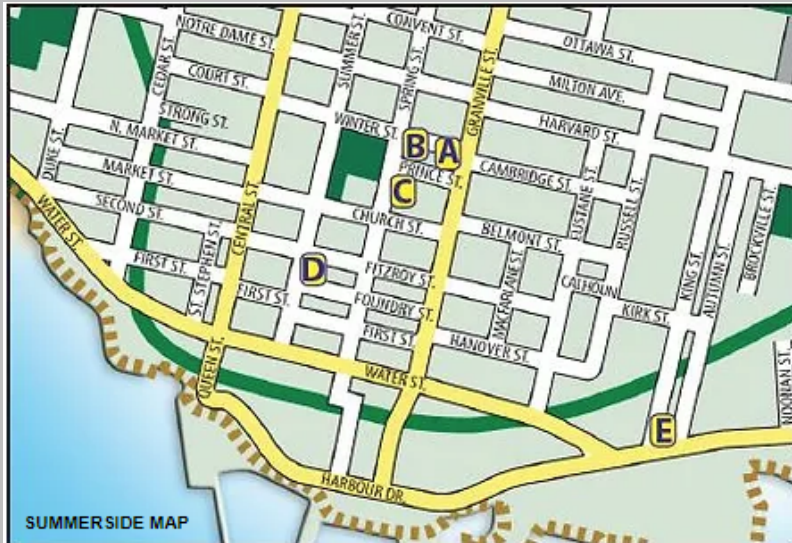 NOTRE DAME ST.
SUMMER ST.
CONVENT ST.
SPRING ST.
GRANVILLE ST.
OTTAWA ST.
CEDAR ST.
COURT ST.
MILTON AVE.
STRONG ST.
WINTER ST.
HARVARD ST.
DUKE ST.
N. MARKET ST.
B
A
PRINCE ST.
CAMBRIDGE ST.
MARKET ST.
C
EUSTANE ST.
RUSSELL ST.
SECOND ST.
CENTRAL ST.
CHURCH ST.
BELMONT ST.
WATER ST.
ST. STEPHEN ST.
KING ST.
AUTUMN ST.
BROCKVILLE ST.
FIRST ST.
D
FITZROY ST.
MACFARLANE ST.
CALHOUN
FIRST ST.
FOUNDRY ST.
KIRK ST.
FIRST ST.
HANOVER ST.
QUEEN ST.
WATER ST.
NOONAN ST.
E
HARBOUR DR.
SUMMERSIDE MAP